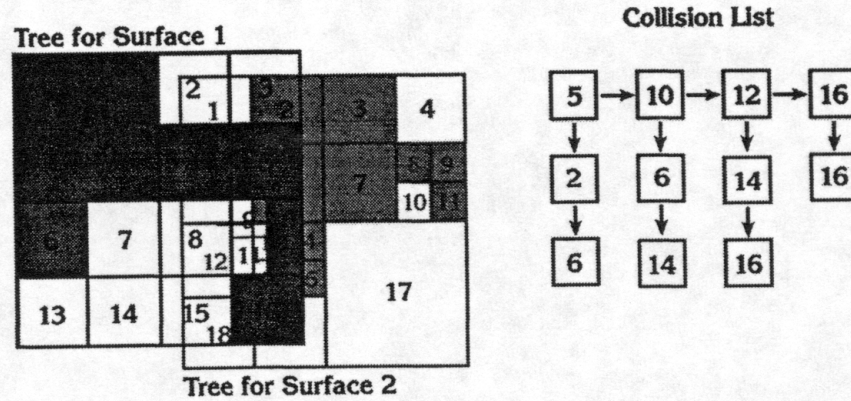 Collision List
Tree for Surface 1
2 3
1 2 3 4
5 10 12 16
7 8 9
10 11
2 6 14 16
6 7 8 9
12 11
17
6 14 16
13 14 15
18
Tree for Surface 2